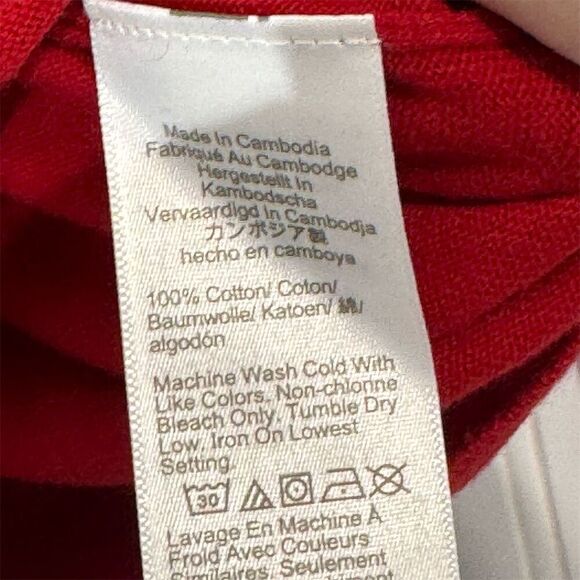 Made In Cambodia
Fabriqué Au Cambodge
Hergestellt In
Kambodscha
Vervaardigd In Cambodja
カンボジア製
hecho en camboya
100% Cotton/ Coton/
Baumwolle/ Katoen/ 綿/
algodón
Machine Wash Cold With
Like Colors, Non-chlorine
Bleach Only, Tumble Dry
Low, Iron On Lowest
Setting.
30
Lavage En Machine À
Froid Avec Couleurs
Similaires, Seulement